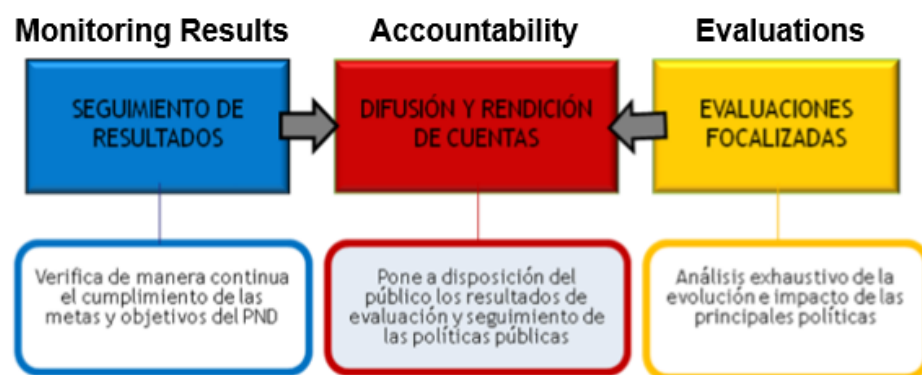 Monitoring Results
Accountability
Evaluations
SEGUIMIENTO DE
RESULTADOS
DIFUSIÓN Y RENDICIÓN
DE CUENTAS
EVALUACIONES
FOCALIZADAS
Verifica de manera continua
el cumplimiento de las
metas y objetivos del PND
Pone a disposición del
público los resultados de
evaluación y seguimiento de
las políticas públicas
Análisis exhaustivo de la
evolución e impacto de las
principales políticas